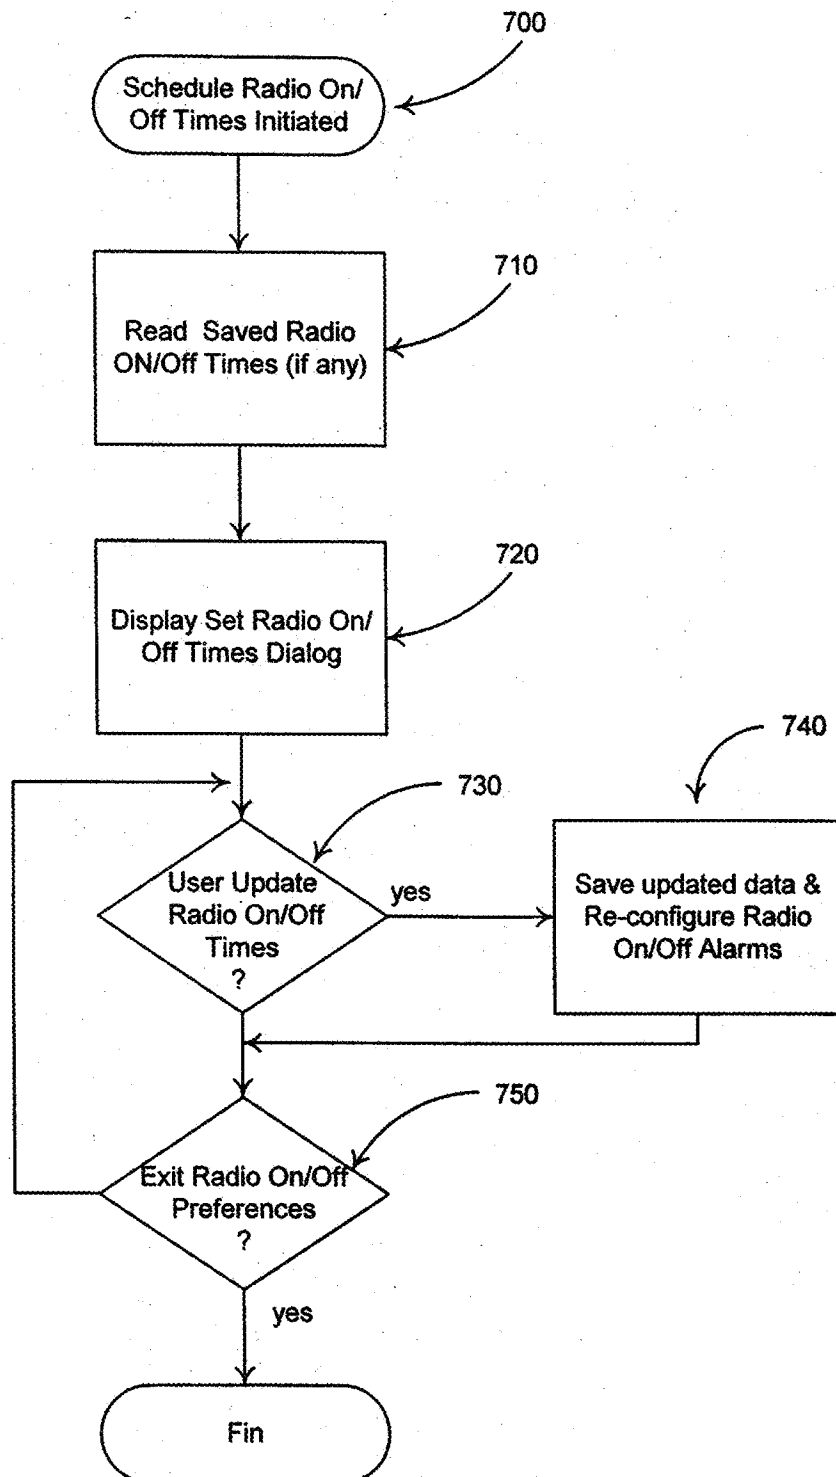 700
Schedule Radio On/
Off Times Initiated
710
Read Saved Radio
ON/Off Times (if any)
720
Display Set Radio On/
Off Times Dialog
740
730
User Update
Radio On/Off
Times
?
yes
Save updated data &
Re-configure Radio
On/Off Alarms
750
Exit Radio On/Off
Preferences
?
yes
Fin